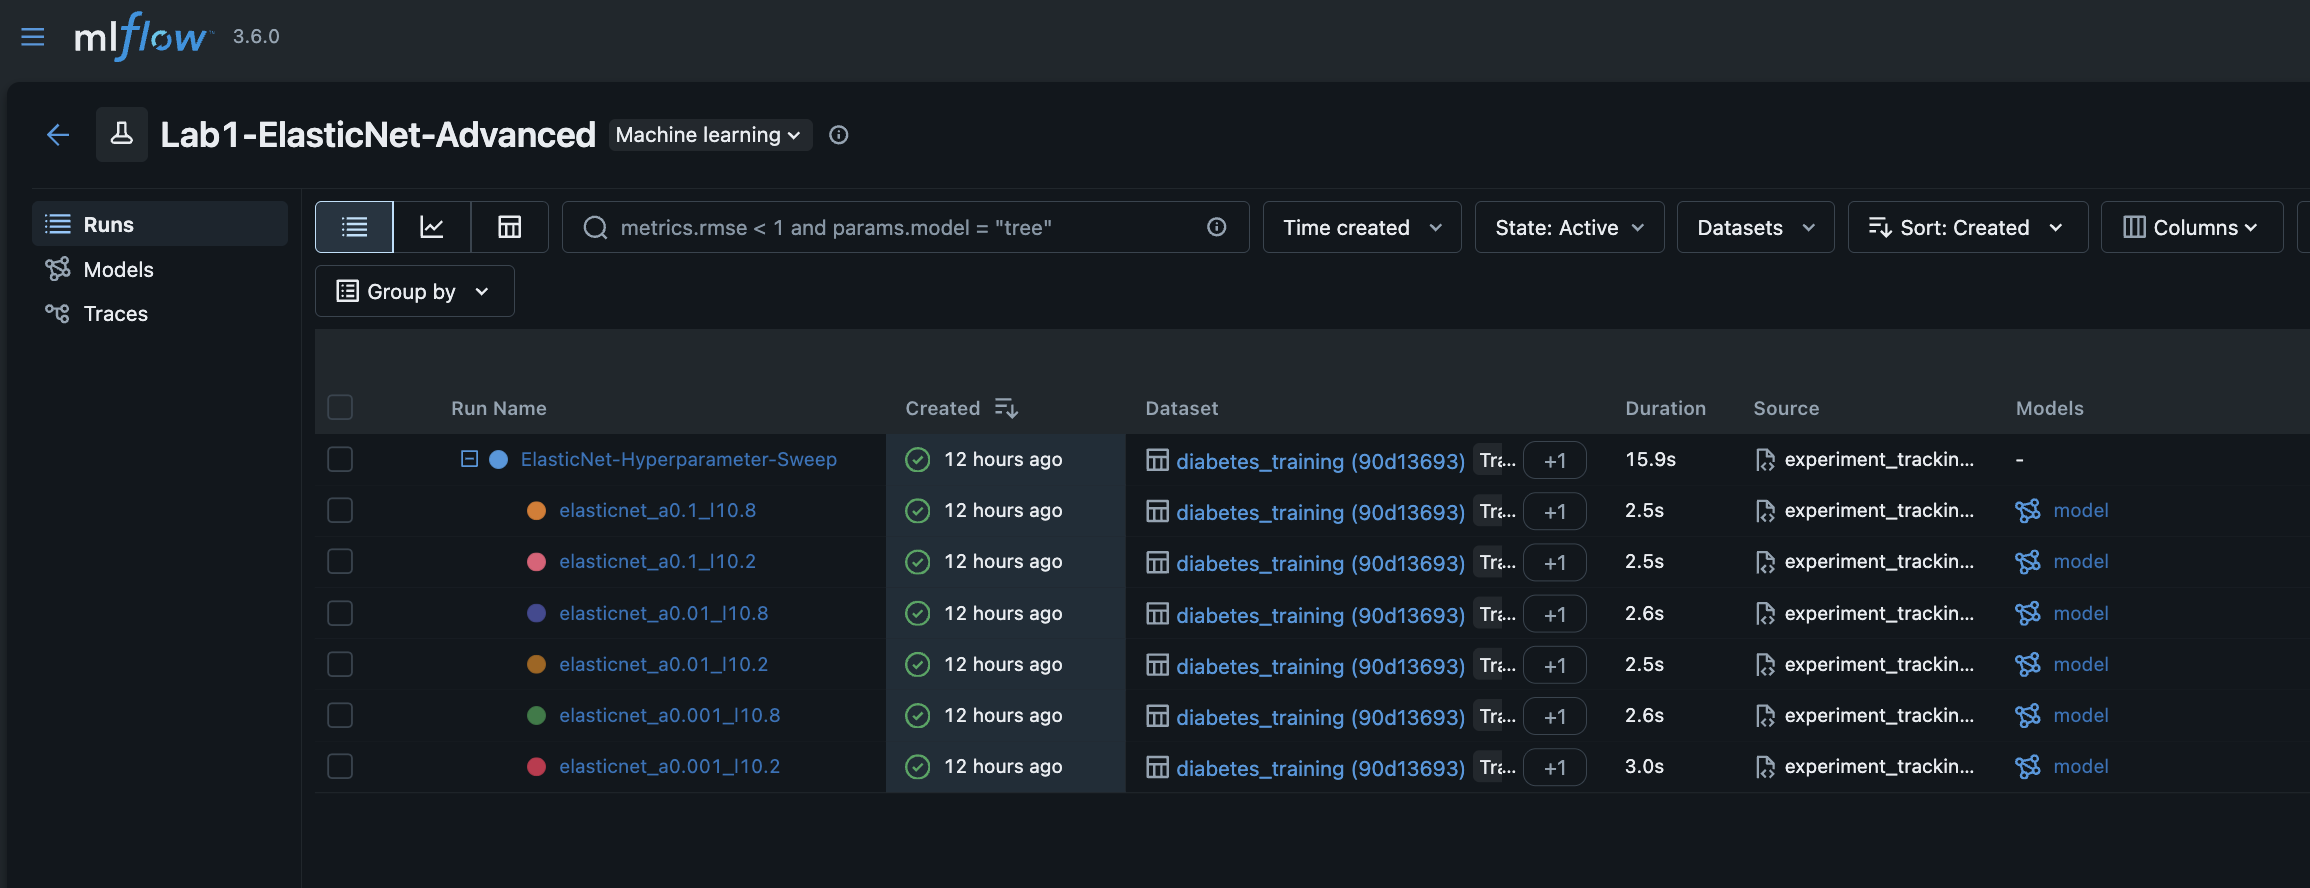 mlflow™ 3.6.0
Lab1-ElasticNet-Advanced Machine learning
Runs
Models
Traces
metrics.rmse < 1 and params.model = "tree" Time created State: Active Datasets Sort: Created Columns
Group by
Run Name Created Dataset Duration Source Models
ElasticNet-Hyperparameter-Sweep 12 hours ago diabetes_training (90d13693) Tra... +1 15.9s experiment_trackin... -
elasticnet_a0.1_l10.8 12 hours ago diabetes_training (90d13693) Tra... +1 2.5s experiment_trackin... model
elasticnet_a0.1_l10.2 12 hours ago diabetes_training (90d13693) Tra... +1 2.5s experiment_trackin... model
elasticnet_a0.01_l10.8 12 hours ago diabetes_training (90d13693) Tra... +1 2.6s experiment_trackin... model
elasticnet_a0.01_l10.2 12 hours ago diabetes_training (90d13693) Tra... +1 2.5s experiment_trackin... model
elasticnet_a0.001_l10.8 12 hours ago diabetes_training (90d13693) Tra... +1 2.6s experiment_trackin... model
elasticnet_a0.001_l10.2 12 hours ago diabetes_training (90d13693) Tra... +1 3.0s experiment_trackin... model